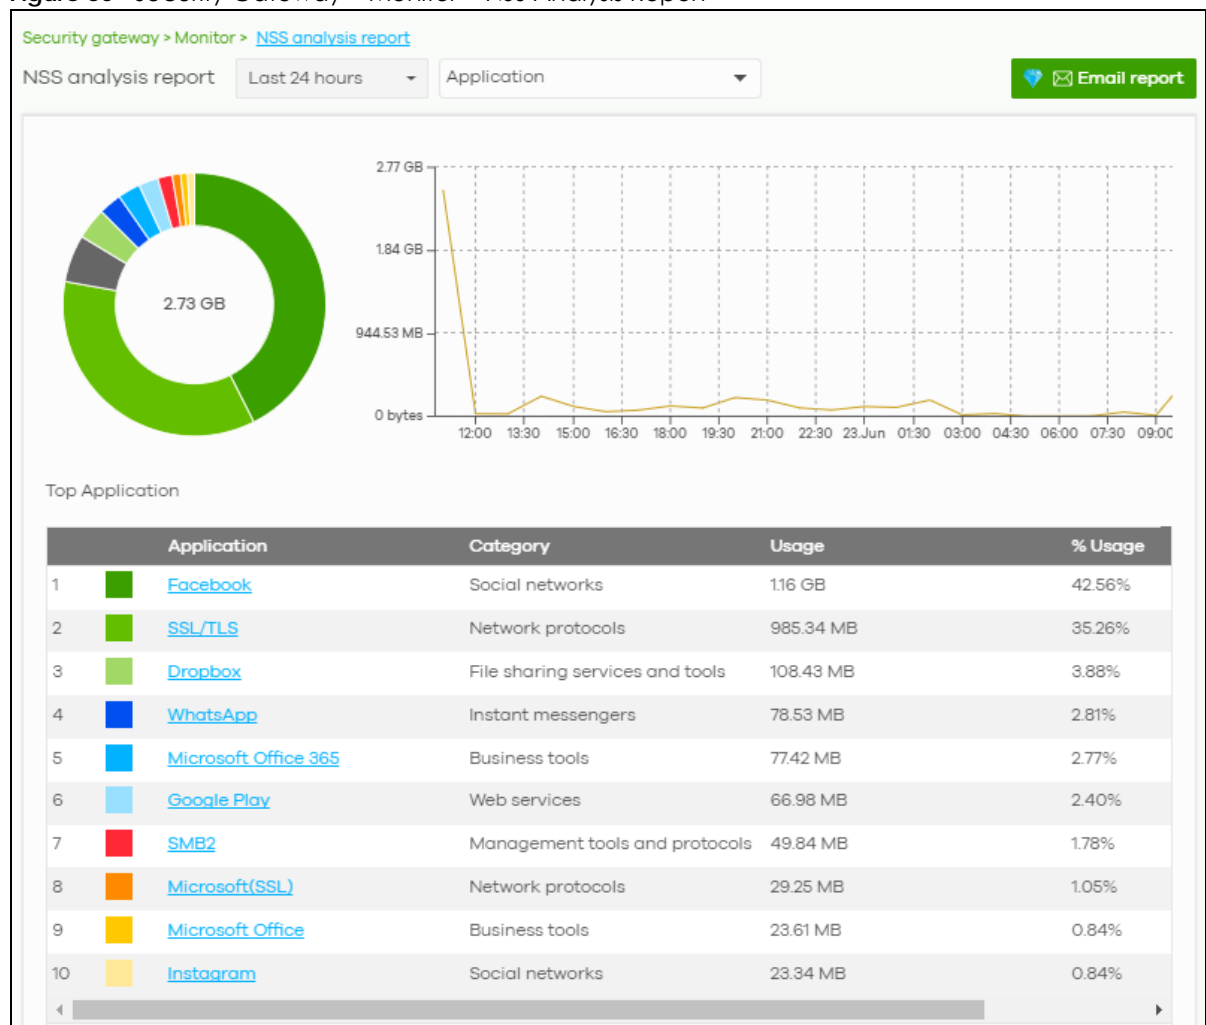 Security gateway > Monitor > NSS analysis report
NSS analysis report Last 24 hours Application Email report
2.73 GB
2.77 GB
1.84 GB
944.53 MB
0 bytes
12:00 13:30 15:00 16:30 18:00 19:30 21:00 22:30 23. Jun 01:30 03:00 04:30 06:00 07:30 09:00
Top Application
Application Category Usage % Usage
1 Facebook Social networks 1.16 GB 42.56%
2 SSL/TLS Network protocols 985.34 MB 35.26%
3 Dropbox File sharing services and tools 108.43 MB 3.88%
4 WhatsApp Instant messengers 78.53 MB 2.81%
5 Microsoft Office 365 Business tools 77.42 MB 2.77%
6 Google Play Web services 66.98 MB 2.40%
7 SMB2 Management tools and protocols 49.84 MB 1.78%
8 Microsoft(SSL) Network protocols 29.25 MB 1.05%
9 Microsoft Office Business tools 23.61 MB 0.84%
10 Instagram Social networks 23.34 MB 0.84%